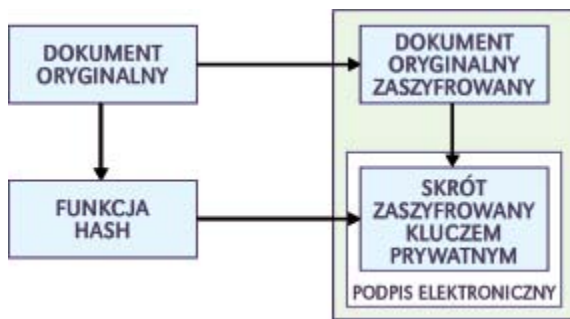 DOKUMENT
ORYGINALNY
DOKUMENT
ORYGINALNY
ZASZYFROWANY
FUNKCJA
HASH
SKRÓT
ZASZYFROWANY
KLUCZEM
PRYWATNYM
PODPIS ELEKTRONICZNY